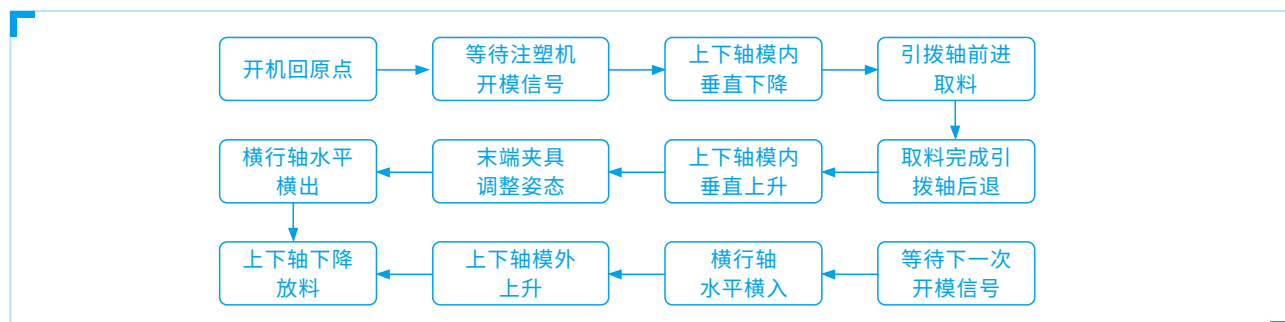 开机回原点
等待注塑机
开模信号
上下轴模内
垂直下降
引拨轴前进
取料
横行轴水平
横出
末端夹具
调整姿态
上下轴模内
垂直上升
取料完成引
拨轴后退
上下轴下降
放料
上下轴模外
上升
横行轴
水平横入
等待下一次
开模信号